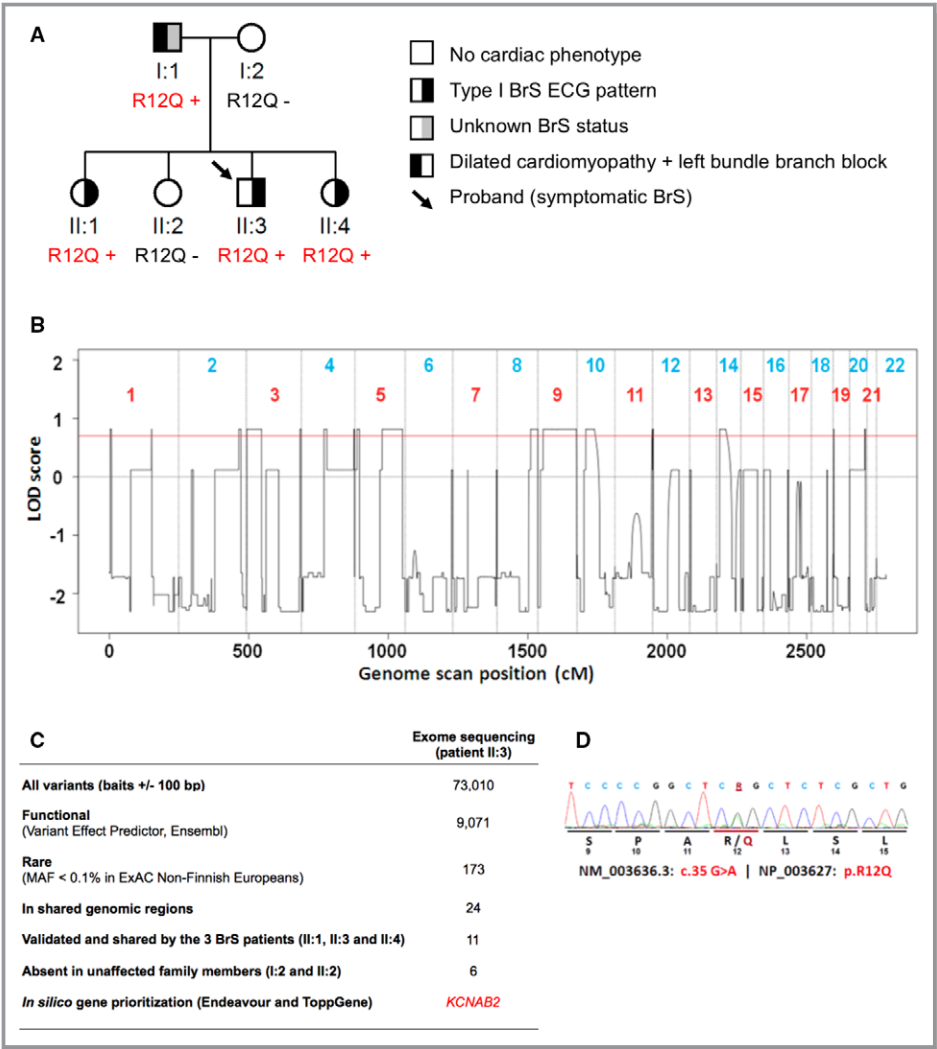 A
I:1
I:2
R12Q +
R12Q -
II:1
II:2
II:3
II:4
R12Q +
R12Q -
R12Q +
R12Q +
No cardiac phenotype
Type I BrS ECG pattern
Unknown BrS status
Dilated cardiomyopathy + left bundle branch block
Proband (symptomatic BrS)
B
2 4 6 8 10 12 14 16 18 20 22
1 3 5 7 9 11 13 15 17 19 21
LOD score
2
1
0
-1
-2
0 500 1000 1500 2000 2500
Genome scan position (cM)
C
Exome sequencing
(patient II:3)
All variants (baits +/- 100 bp) 73,010
Functional
(Variant Effect Predictor, Ensembl) 9,071
Rare
(MAF < 0.1% in ExAC Non-Finnish Europeans) 173
In shared genomic regions 24
Validated and shared by the 3 BrS patients (II:1, II:3 and II:4) 11
Absent in unaffected family members (I:2 and II:2) 6
In silico gene prioritization (Endeavour and ToppGene) KCNAB2
D
T C C C C G G C T C R G C T C T C G C T G
S P A R/Q L S L
9 10 11 12 13 14 15
NM_003636.3: c.35 G>A | NP_003627: p.R12Q